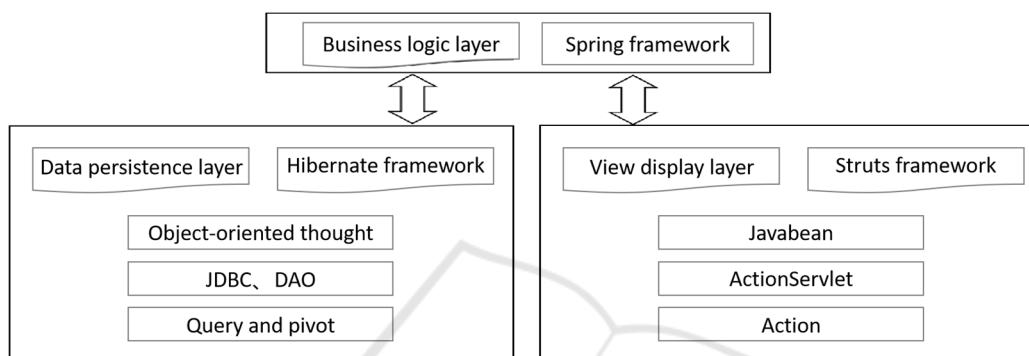 Business logic layer
Spring framework
Data persistence layer
Hibernate framework
Object-oriented thought
JDBC、DAO
Query and pivot
View display layer
Struts framework
Javabean
ActionServlet
Action